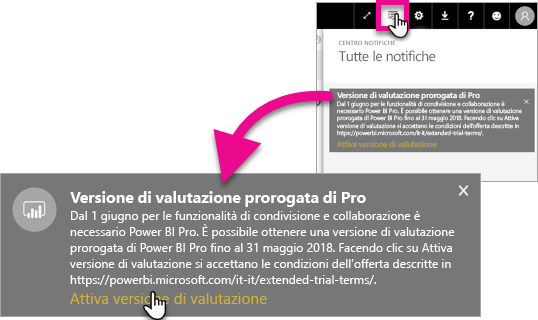 CENTRO NOTIFICHE
Tutte le notifiche
Versione di valutazione prorogata di Pro
Dal 1 giugno per le funzionalità di condivisione e collaborazione è
necessario Power BI Pro. È possibile ottenere una versione di valutazione
prorogata di Power BI Pro fino al 31 maggio 2018. Facendo clic su Attiva
versione di valutazione si accettano le condizioni dell'offerta descritte in
https://powerbi.microsoft.com/it-it/extended-trial-terms/.
Attiva versione di valutazione
Versione di valutazione prorogata di Pro
Dal 1 giugno per le funzionalità di condivisione e collaborazione è
necessario Power BI Pro. È possibile ottenere una versione di valutazione
prorogata di Power BI Pro fino al 31 maggio 2018. Facendo clic su Attiva
versione di valutazione si accettano le condizioni dell'offerta descritte in
https://powerbi.microsoft.com/it-it/extended-trial-terms/.
Attiva versione di valutazione